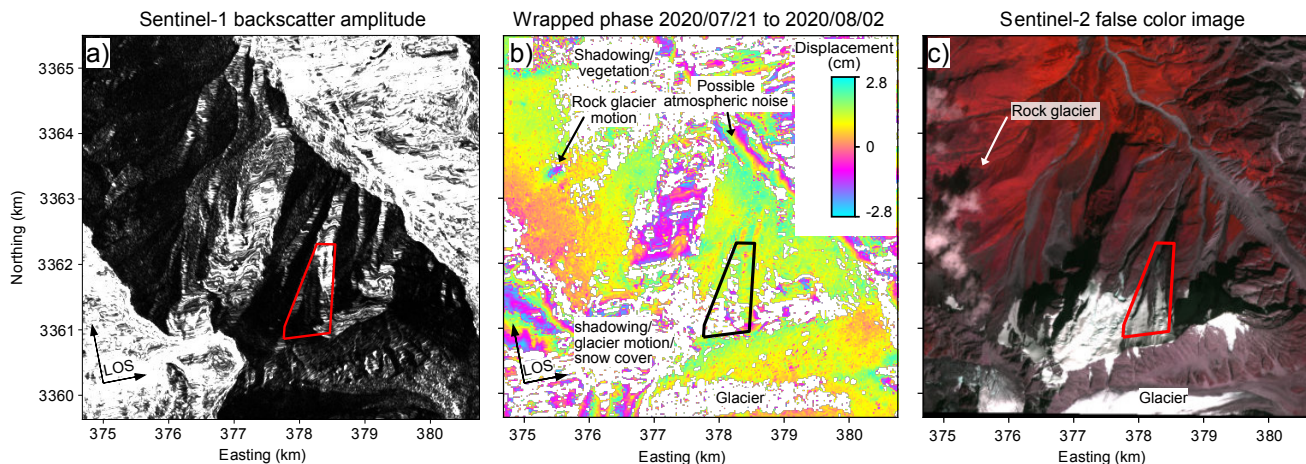 Sentinel-1 backscatter amplitude
Wrapped phase 2020/07/21 to 2020/08/02
Sentinel-2 false color image
a)
b)
c)
Northing (km)
3365
3364
3363
3362
3361
3360
LOS
375
376
377
378
379
380
Easting (km)
Shadowing/
vegetation
Rock glacier
motion
Possible
atmospheric noise
Displacement
(cm)
2.8
0
-2.8
shadowing/
glacier motion/
snow cover
LOS
Glacier
375
376
377
378
379
380
Easting (km)
Rock glacier
Glacier
375
376
377
378
379
380
Easting (km)